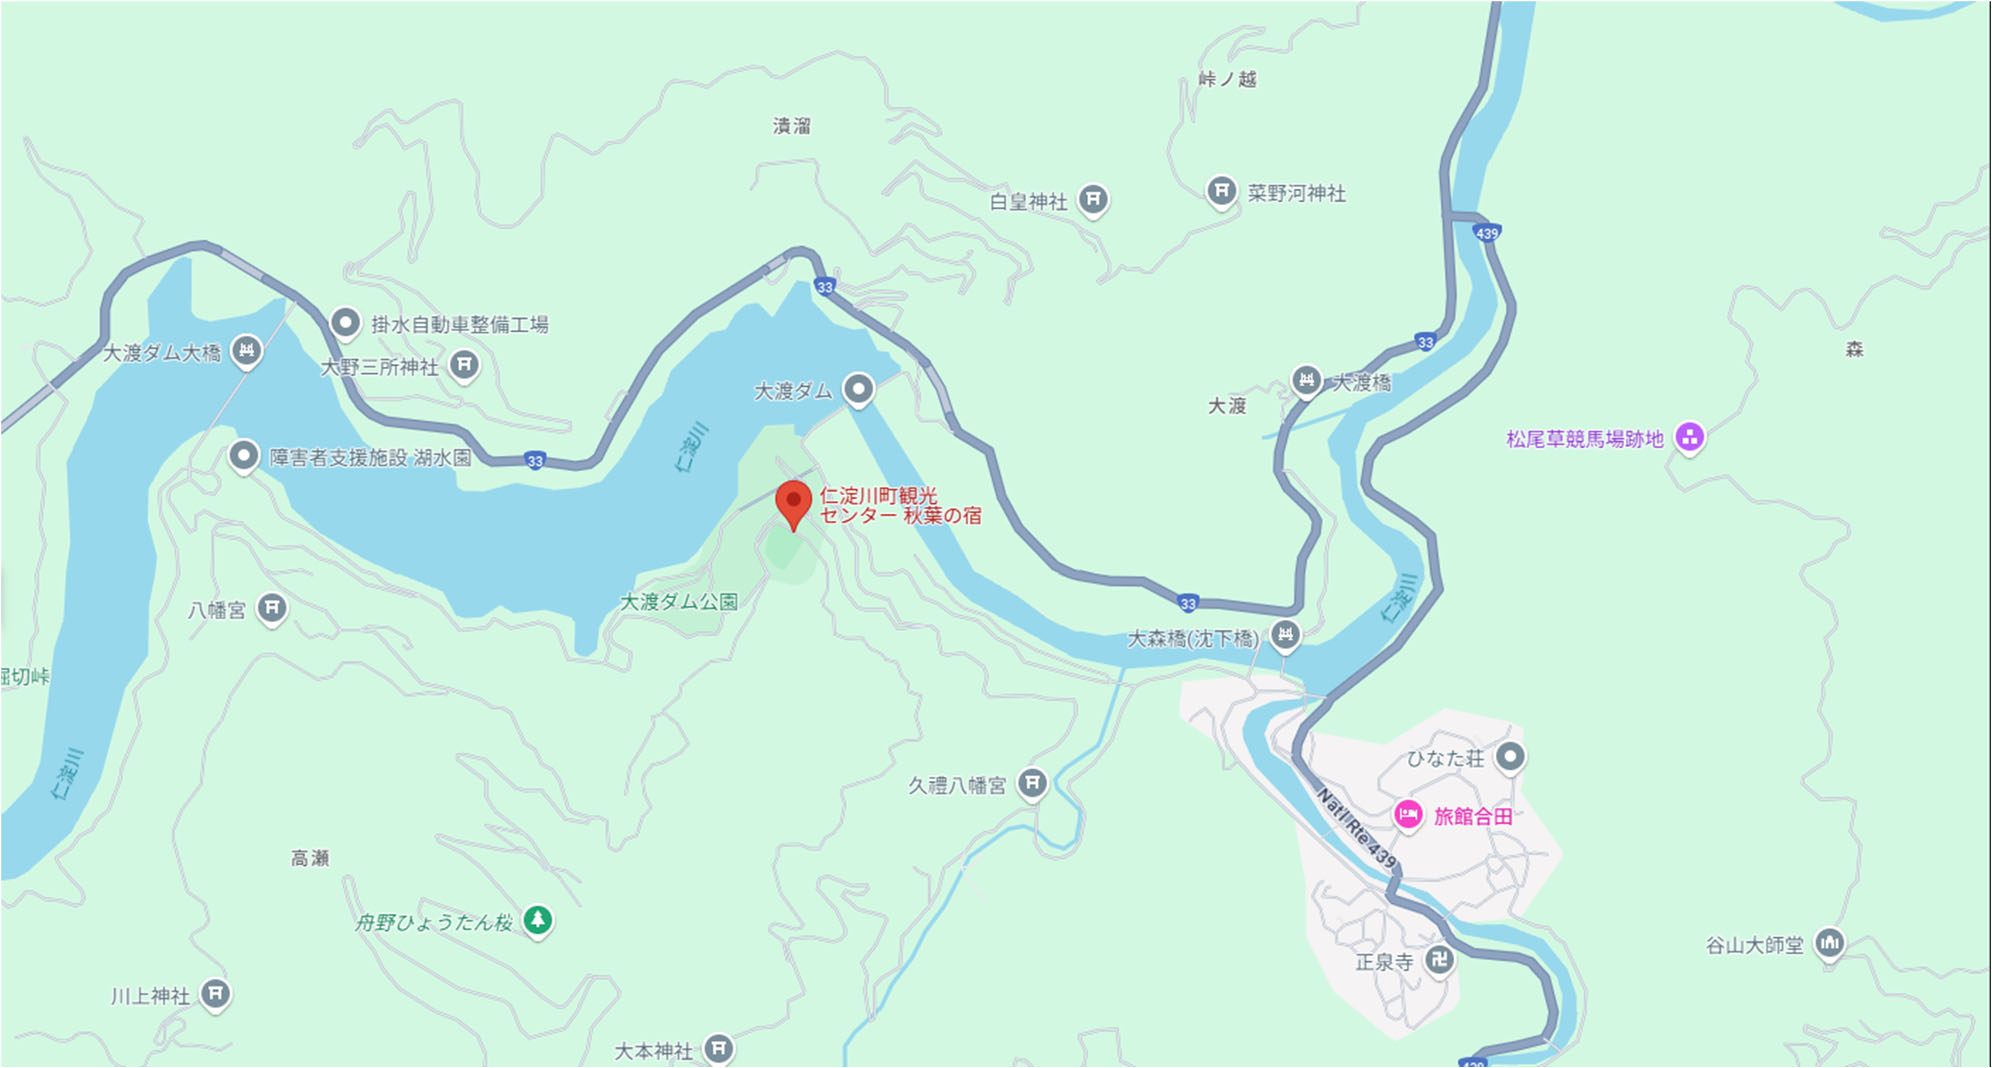 峠ノ越
潰溜
白皇神社
菜野河神社
439
33
掛水自動車整備工場
大渡ダム大橋
大野三所神社
33
大渡橋
森
大渡ダム
大渡
松尾草競馬場跡地
仁淀川
33
障害者支援施設 湖水園
仁淀川町観光
センター 秋葉の宿
大渡ダム公園
八幡宮
33
仁淀川
大森橋(沈下橋)
堀切峠
仁淀川
久禮八幡宮
ひなた荘
旅館合田
Nat'l Rte 439
高瀬
舟野ひょうたん桜
谷山大師堂
正泉寺
川上神社
大本神社
439